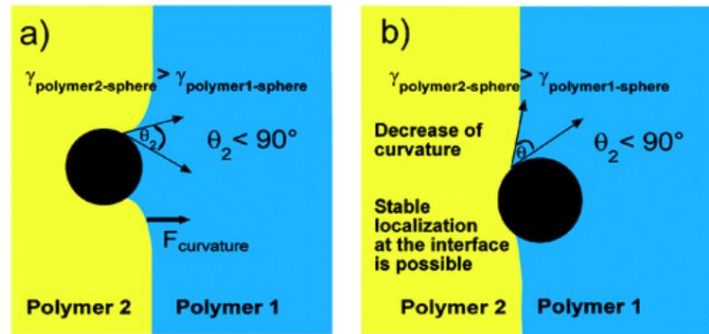 a)
γpolymer2-sphere > γpolymer1-sphere
θ2
θ2 < 90°
Fcurvature
Polymer 2
Polymer 1
b)
γpolymer2-sphere > γpolymer1-sphere
Decrease of
curvature
θ
θ2 < 90°
Stable
localization
at the interface
is possible
Polymer 2
Polymer 1